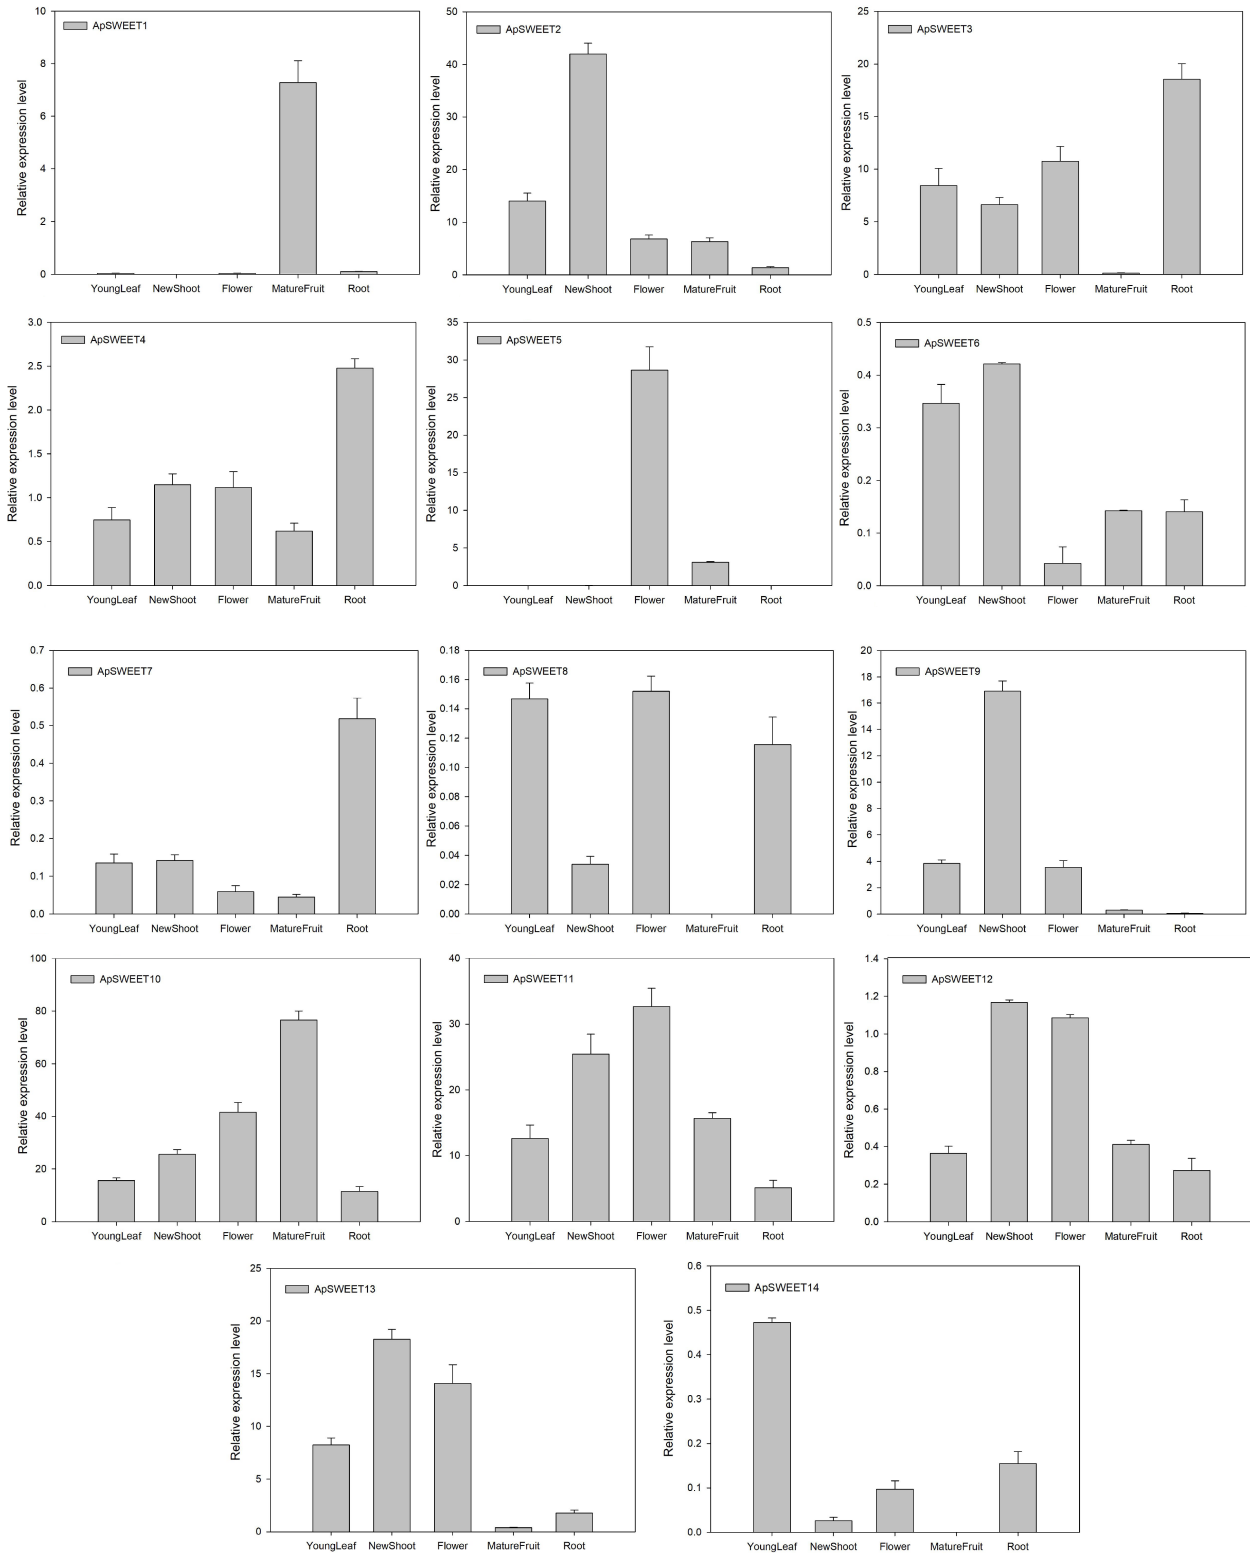 ApSWEET1
Relative expression level
10
8
6
4
2
0
YoungLeaf NewShoot Flower MatureFruit Root
ApSWEET2
Relative expression level
50
40
30
20
10
0
YoungLeaf NewShoot Flower MatureFruit Root
ApSWEET3
Relative expression level
25
20
15
10
5
0
YoungLeaf NewShoot Flower MatureFruit Root
ApSWEET4
Relative expression level
3.0
2.5
2.0
1.5
1.0
0.5
0.0
YoungLeaf NewShoot Flower MatureFruit Root
ApSWEET5
Relative expression level
35
30
25
20
15
10
5
0
YoungLeaf NewShoot Flower MatureFruit Root
ApSWEET6
Relative expression level
0.5
0.4
0.3
0.2
0.1
0.0
YoungLeaf NewShoot Flower MatureFruit Root
ApSWEET7
Relative expression level
0.7
0.6
0.5
0.4
0.3
0.2
0.1
0.0
YoungLeaf NewShoot Flower MatureFruit Root
ApSWEET8
Relative expression level
0.18
0.16
0.14
0.12
0.10
0.08
0.06
0.04
0.02
0.00
YoungLeaf NewShoot Flower MatureFruit Root
ApSWEET9
Relative expression level
20
18
16
14
12
10
8
6
4
2
0
YoungLeaf NewShoot Flower MatureFruit Root
ApSWEET10
Relative expression level
100
80
60
40
20
0
YoungLeaf NewShoot Flower MatureFruit Root
ApSWEET11
Relative expression level
40
30
20
10
0
YoungLeaf NewShoot Flower MatureFruit Root
ApSWEET12
Relative expression level
1.4
1.2
1.0
0.8
0.6
0.4
0.2
0.0
YoungLeaf NewShoot Flower MatureFruit Root
ApSWEET13
Relative expression level
25
20
15
10
5
0
YoungLeaf NewShoot Flower MatureFruit Root
ApSWEET14
Relative expression level
0.6
0.5
0.4
0.3
0.2
0.1
0.0
YoungLeaf NewShoot Flower MatureFruit Root